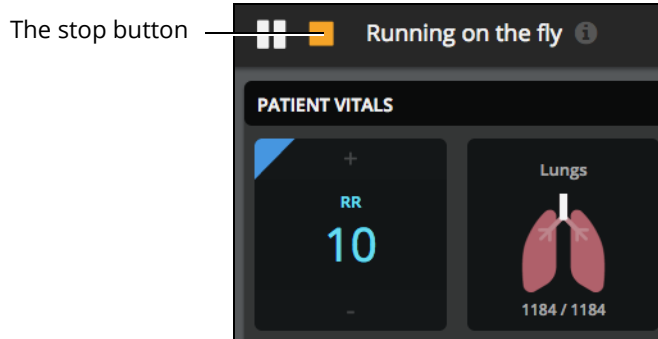 The stop button
Running on the fly
PATIENT VITALS
+
RR
10
-
Lungs
1184 / 1184